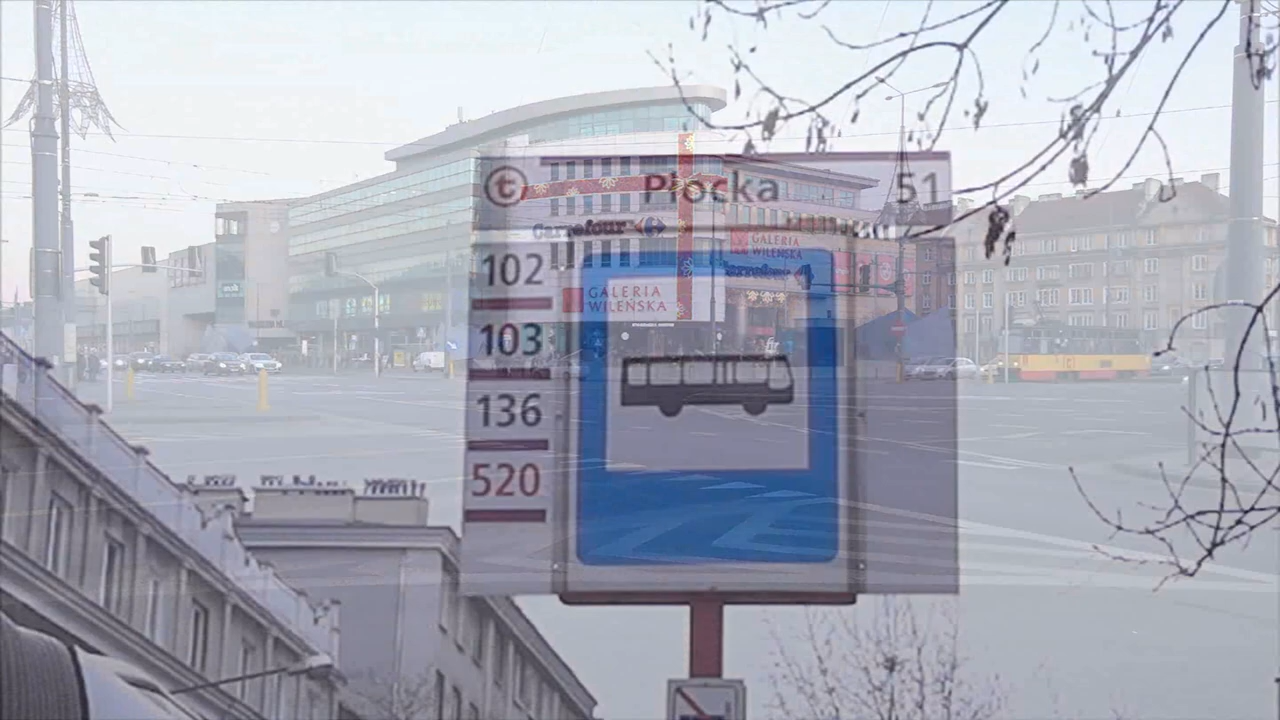 t Płocka 51
Carrefour
GALERIA
WILEŃSKA
102
GALERIA
WILEŃSKA
103
136
520